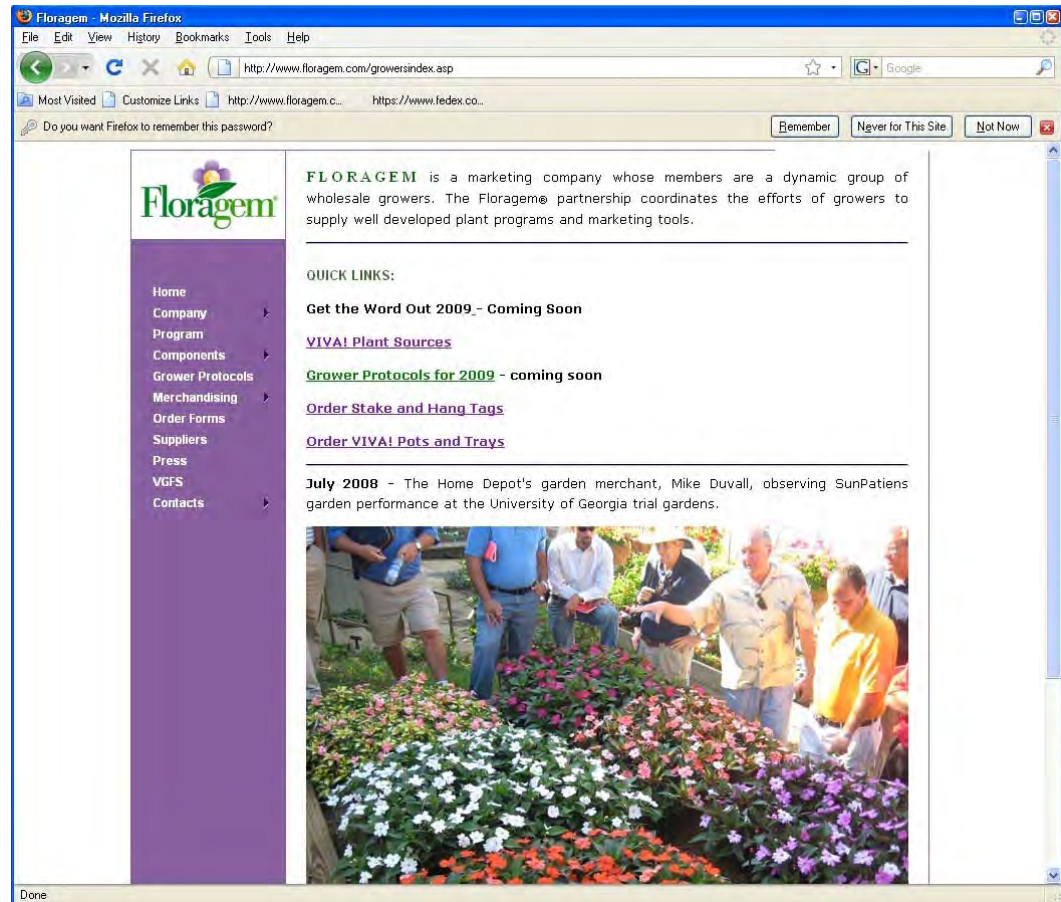 Floragem - Mozilla Firefox
File Edit View History Bookmarks Tools Help
http://www.floragem.com/growersindex.asp
G Google
Most Visited Customize Links http://www.floragem.c... https://www.fedex.co...
Do you want Firefox to remember this password? Remember Never for This Site Not Now
Floragem®
FLORAGEM is a marketing company whose members are a dynamic group of
wholesale growers. The Floragem® partnership coordinates the efforts of growers to
supply well developed plant programs and marketing tools.
Home
Company
Program
Components
Grower Protocols
Merchandising
Order Forms
Suppliers
Press
VGFS
Contacts
QUICK LINKS:
Get the Word Out 2009 - Coming Soon
VIVA! Plant Sources
Grower Protocols for 2009 - coming soon
Order Stake and Hang Tags
Order VIVA! Pots and Trays
July 2008 - The Home Depot's garden merchant, Mike Duvall, observing SunPatiens
garden performance at the University of Georgia trial gardens.
Done